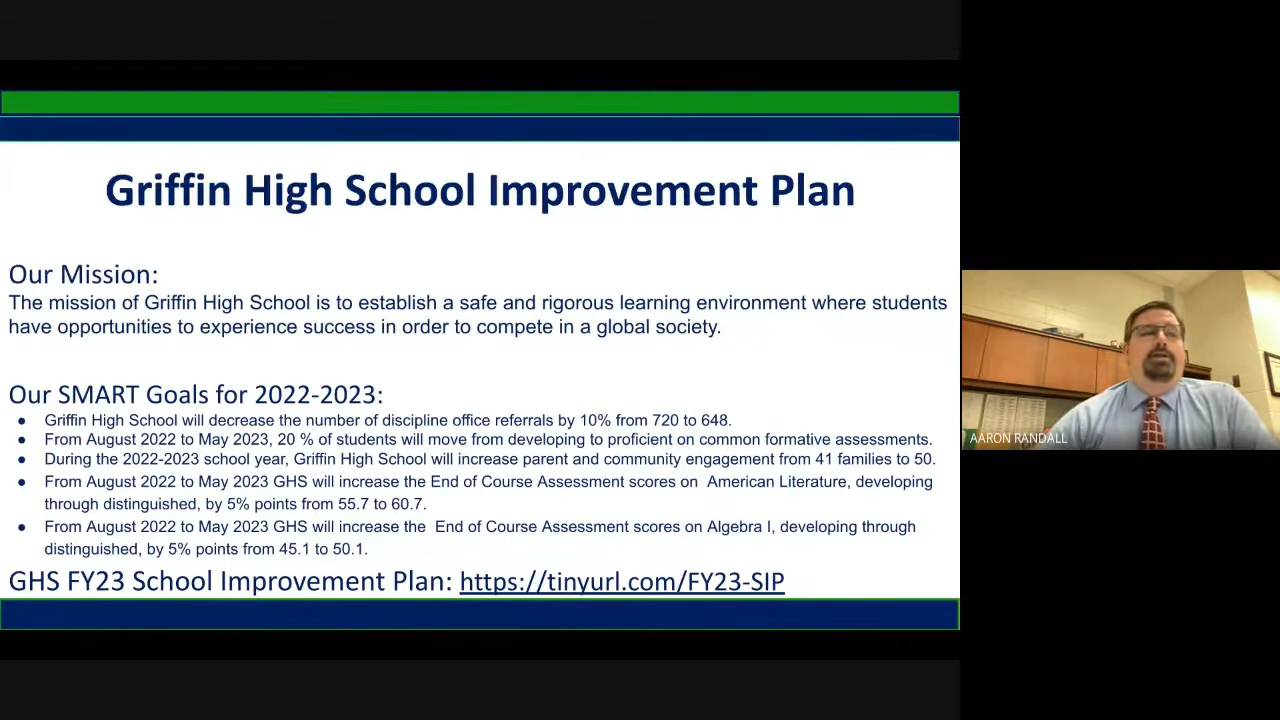 Griffin High School Improvement Plan
Our Mission:
The mission of Griffin High School is to establish a safe and rigorous learning environment where students
have opportunities to experience success in order to compete in a global society.
Our SMART Goals for 2022-2023:
● Griffin High School will decrease the number of discipline office referrals by 10% from 720 to 648.
● From August 2022 to May 2023, 20 % of students will move from developing to proficient on common formative assessments.
● During the 2022-2023 school year, Griffin High School will increase parent and community engagement from 41 families to 50.
● From August 2022 to May 2023 GHS will increase the End of Course Assessment scores on  American Literature, developing
through distinguished, by 5% points from 55.7 to 60.7.
● From August 2022 to May 2023 GHS will increase the  End of Course Assessment scores on Algebra I, developing through
distinguished, by 5% points from 45.1 to 50.1.
GHS FY23 School Improvement Plan: https://tinyurl.com/FY23-SIP
AARON RANDALL